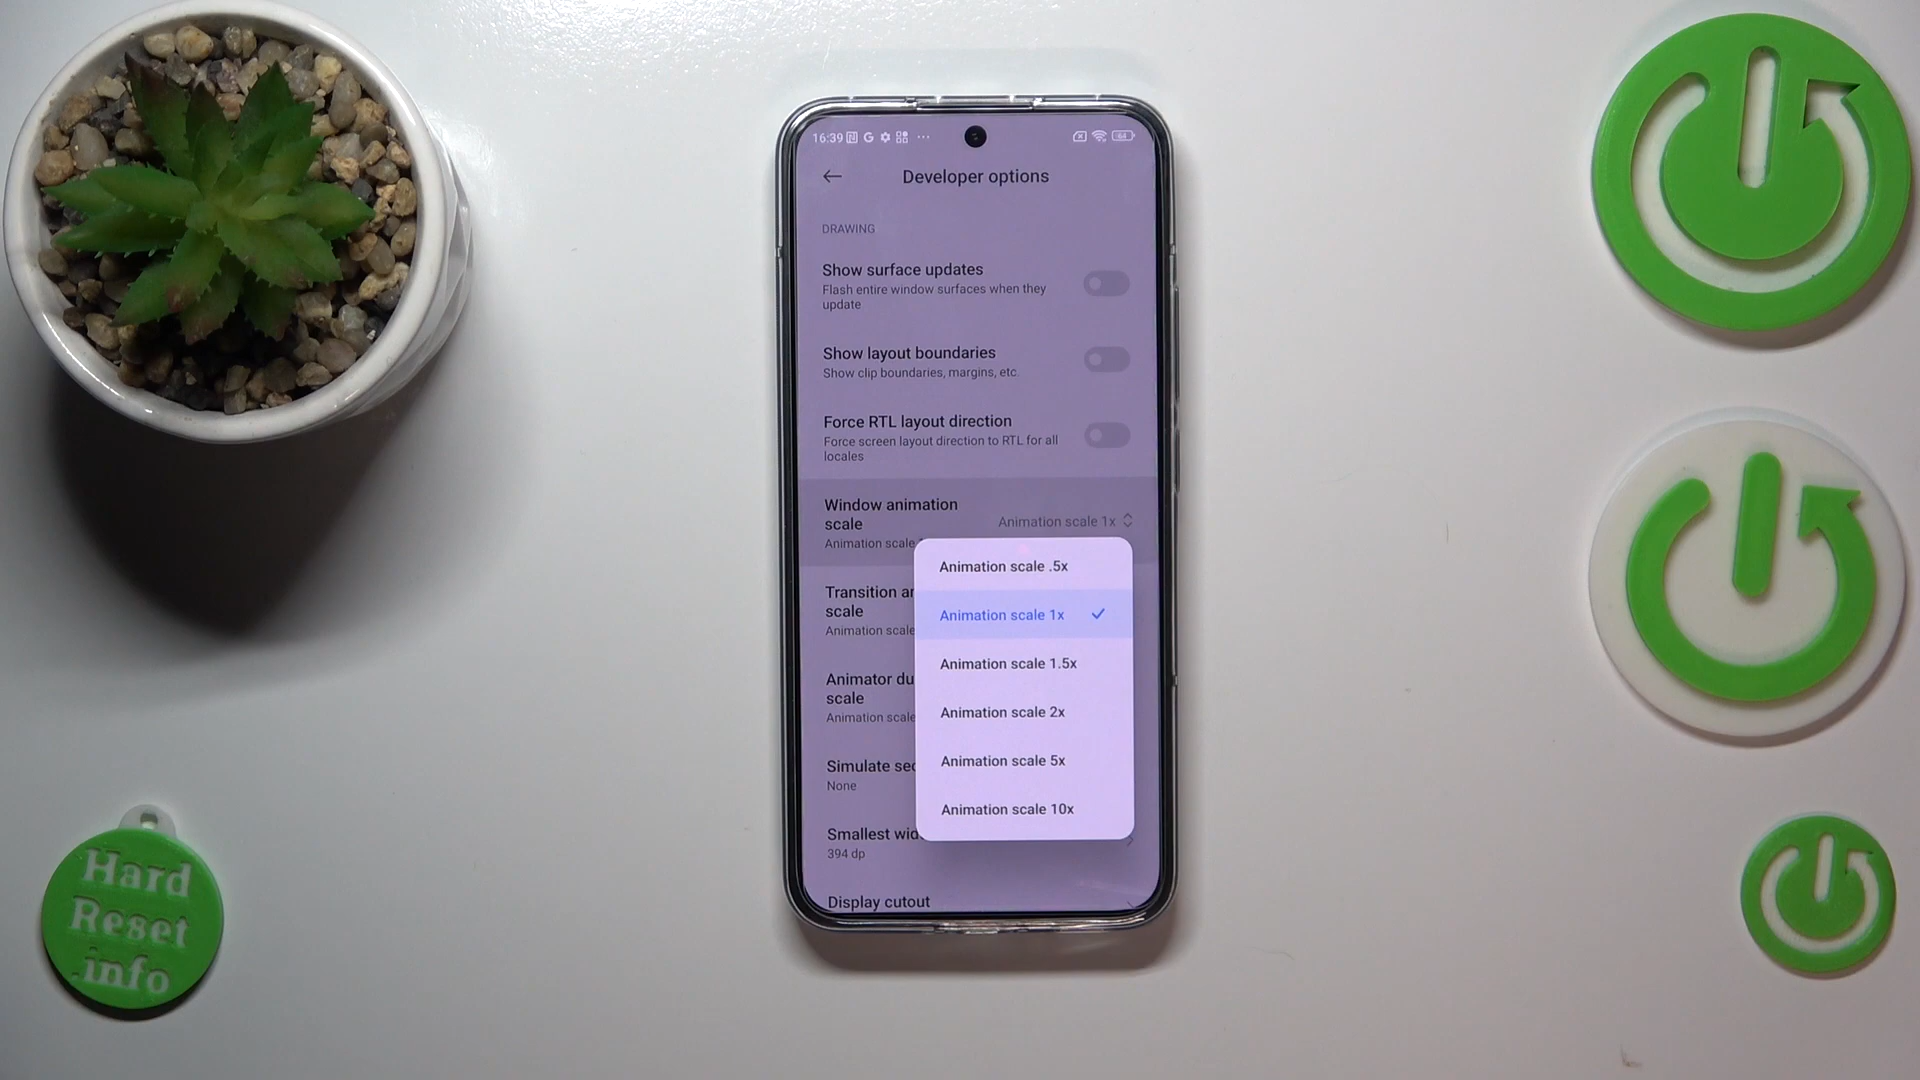 16:39
64
Developer options
DRAWING
Show surface updates
Flash entire window surfaces when they
update
Show layout boundaries
Show clip boundaries, margins, etc.
Force RTL layout direction
Force screen layout direction to RTL for all
locales
Window animation
scale
Animation scale 1x
Animation scale
Animation scale .5x
Animation scale 1x
Animation scale 1.5x
Animation scale 2x
Animation scale 5x
Animation scale 10x
Transition an
scale
Animation scale
Animator du
scale
Animation scale
Simulate sec
None
Smallest wid
394 dp
Display cutout
Hard
Reset
.info